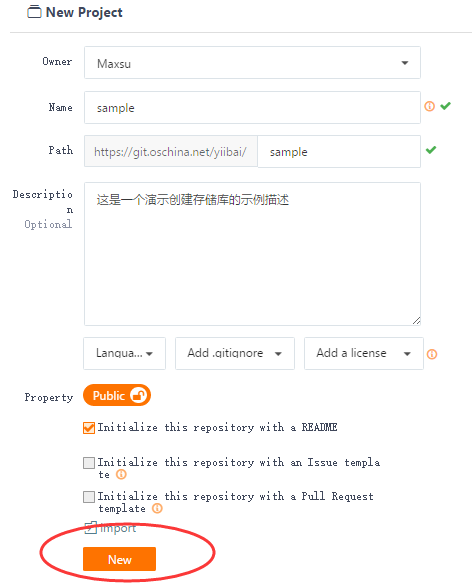 New Project
Owner
Maxsu
Name
sample
Path
https://git.oschina.net/yiibai/
sample
Descriptio
n
Optional
这是一个演示创建存储库的示例描述
Langua...
Add .gitignore
Add a license
Property
Public
Initialize this repository with a README
Initialize this repository with an Issue templa
te
Initialize this repository with a Pull Request
template
Import
New